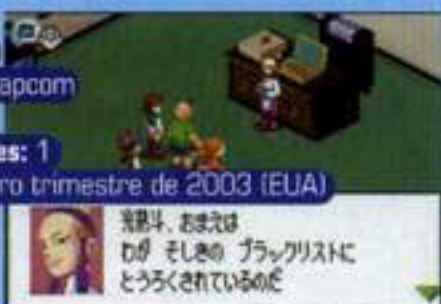 apcom
es: 1
ro trimestre de 2003 (EUA)
熱斗、おまえは
わが そしきの ブラックリストに
とうろくされているのだ